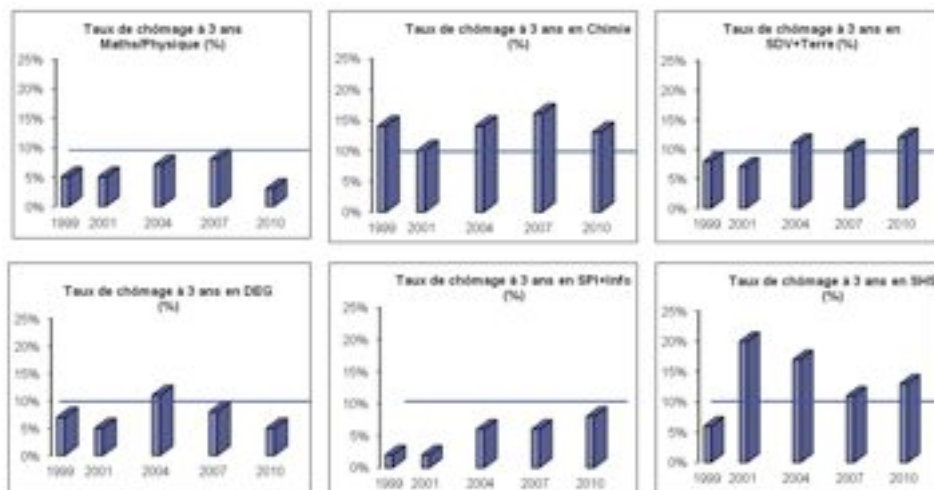 Taux de chômage à 3 ans
Maths/Physique (%)
25%
20%
15%
10%
5%
0%
1999 2001 2004 2007 2010
Taux de chômage à 3 ans en Chimie
(%)
25%
20%
15%
10%
5%
0%
1999 2001 2004 2007 2010
Taux de chômage à 3 ans en
SDV+Terre (%)
25%
20%
15%
10%
5%
0%
1999 2001 2004 2007 2010
Taux de chômage à 3 ans en DEG
(%)
25%
20%
15%
10%
5%
0%
1999 2001 2004 2007 2010
Taux de chômage à 3 ans en SPI+Info
(%)
25%
20%
15%
10%
5%
0%
1999 2001 2004 2007 2010
Taux de chômage à 3 ans en SHS
(%)
25%
20%
15%
10%
5%
0%
1999 2001 2004 2007 2010